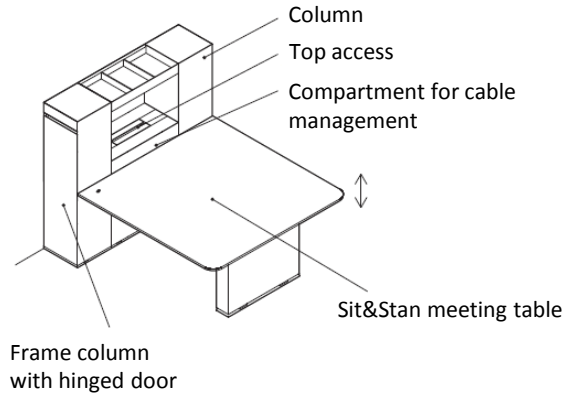 Column
Top access
Compartment for cable
management
Sit&Stan meeting table
Frame column
with hinged door